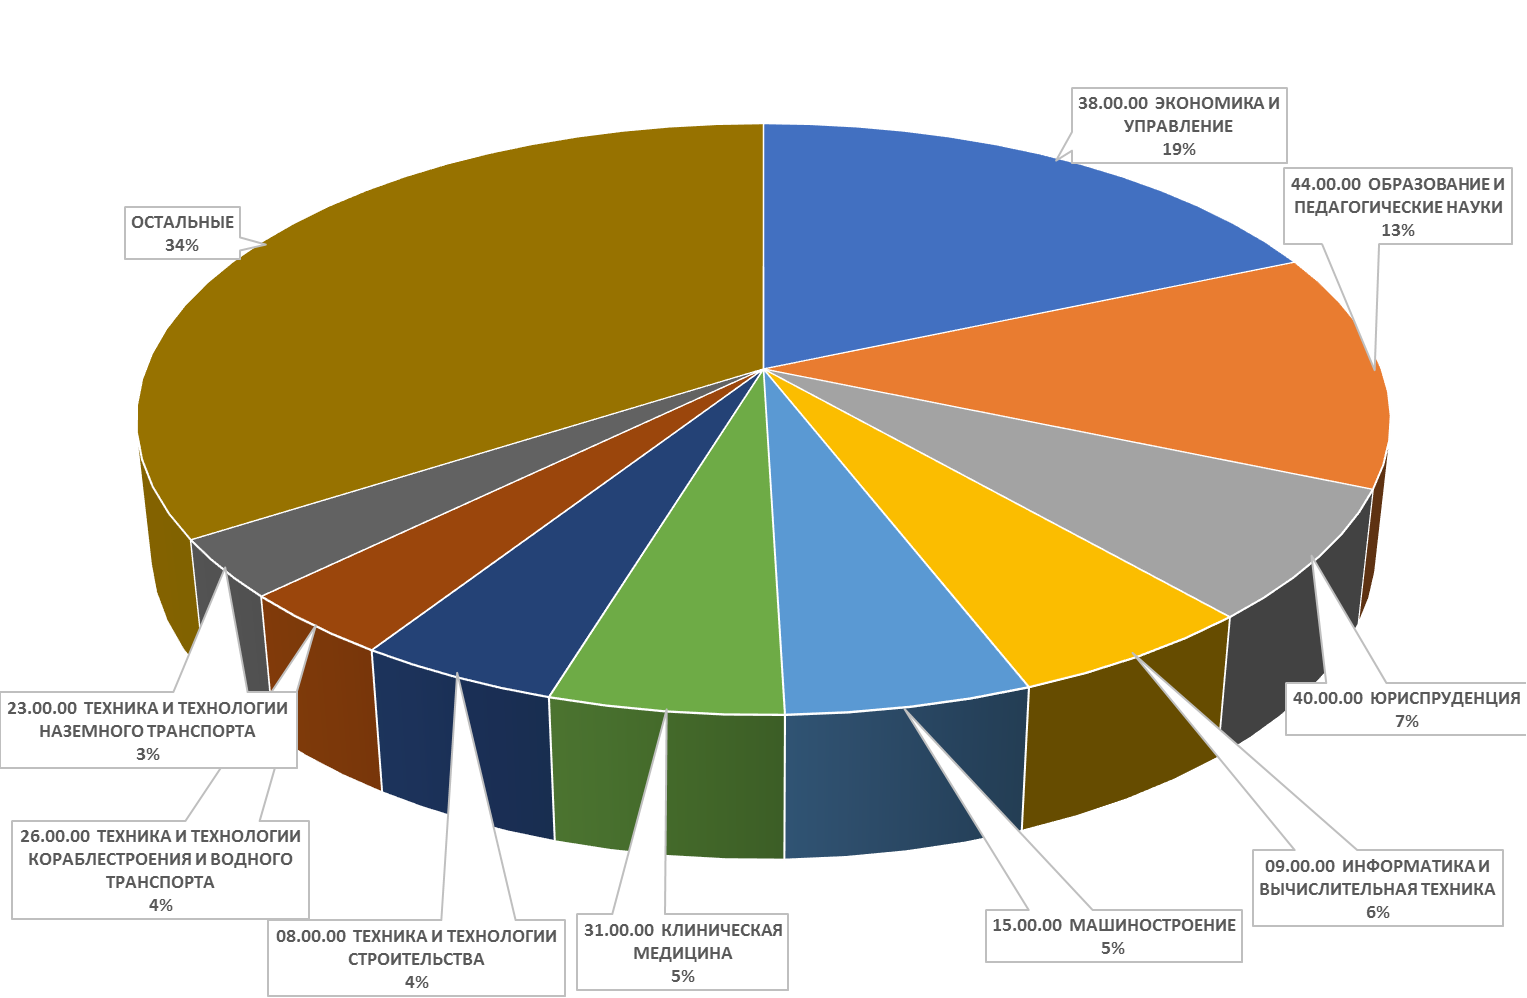 38.00.00 ЭКОНОМИКА И
УПРАВЛЕНИЕ
19%
44.00.00 ОБРАЗОВАНИЕ И
ПЕДАГОГИЧЕСКИЕ НАУКИ
13%
ОСТАЛЬНЫЕ
34%
40.00.00 ЮРИСПРУДЕНЦИЯ
7%
23.00.00 ТЕХНИКА И ТЕХНОЛОГИИ
НАЗЕМНОГО ТРАНСПОРТА
3%
26.00.00 ТЕХНИКА И ТЕХНОЛОГИИ
КОРАБЛЕСТРОЕНИЯ И ВОДНОГО
ТРАНСПОРТА
4%
09.00.00 ИНФОРМАТИКА И
ВЫЧИСЛИТЕЛЬНАЯ ТЕХНИКА
6%
08.00.00 ТЕХНИКА И ТЕХНОЛОГИИ
СТРОИТЕЛЬСТВА
4%
31.00.00 КЛИНИЧЕСКАЯ
МЕДИЦИНА
5%
15.00.00 МАШИНОСТРОЕНИЕ
5%